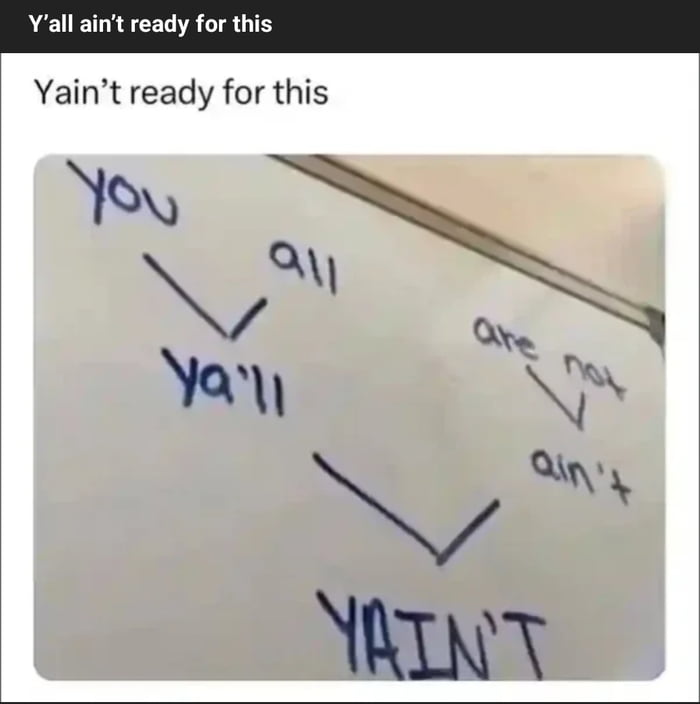 Y’all ain’t ready for this
Yain’t ready for this
you
all
ya'll
are not
ain't
YAIN'T